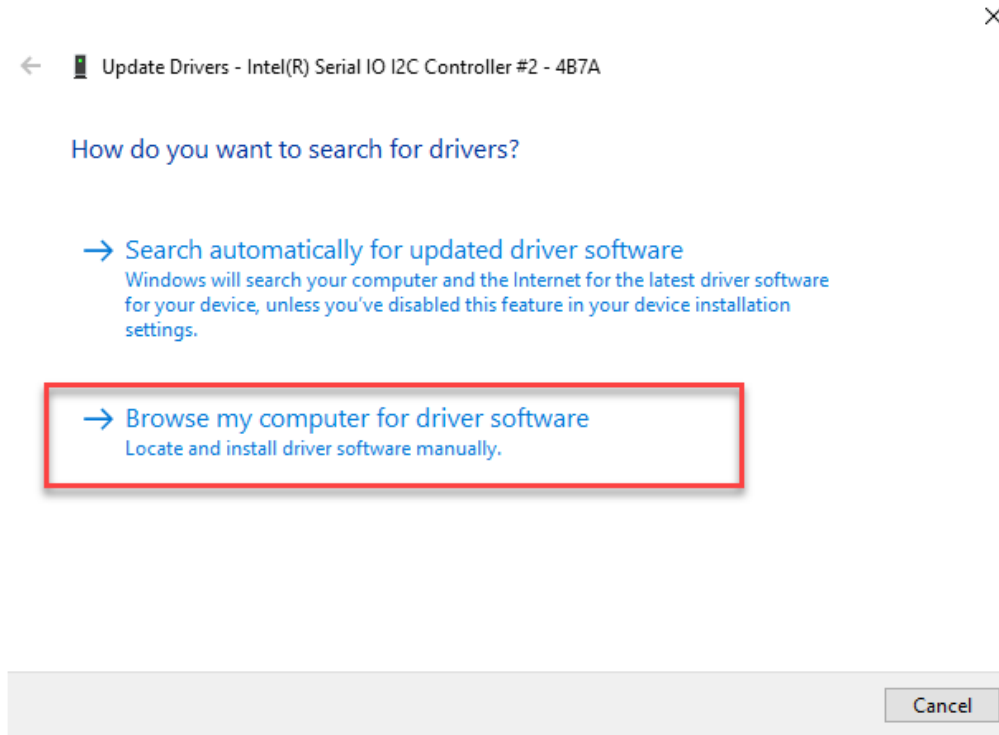 Update Drivers - Intel(R) Serial IO I2C Controller #2 - 4B7A
How do you want to search for drivers?
Search automatically for updated driver software
Windows will search your computer and the Internet for the latest driver software
for your device, unless you've disabled this feature in your device installation
settings.
Browse my computer for driver software
Locate and install driver software manually.
Cancel